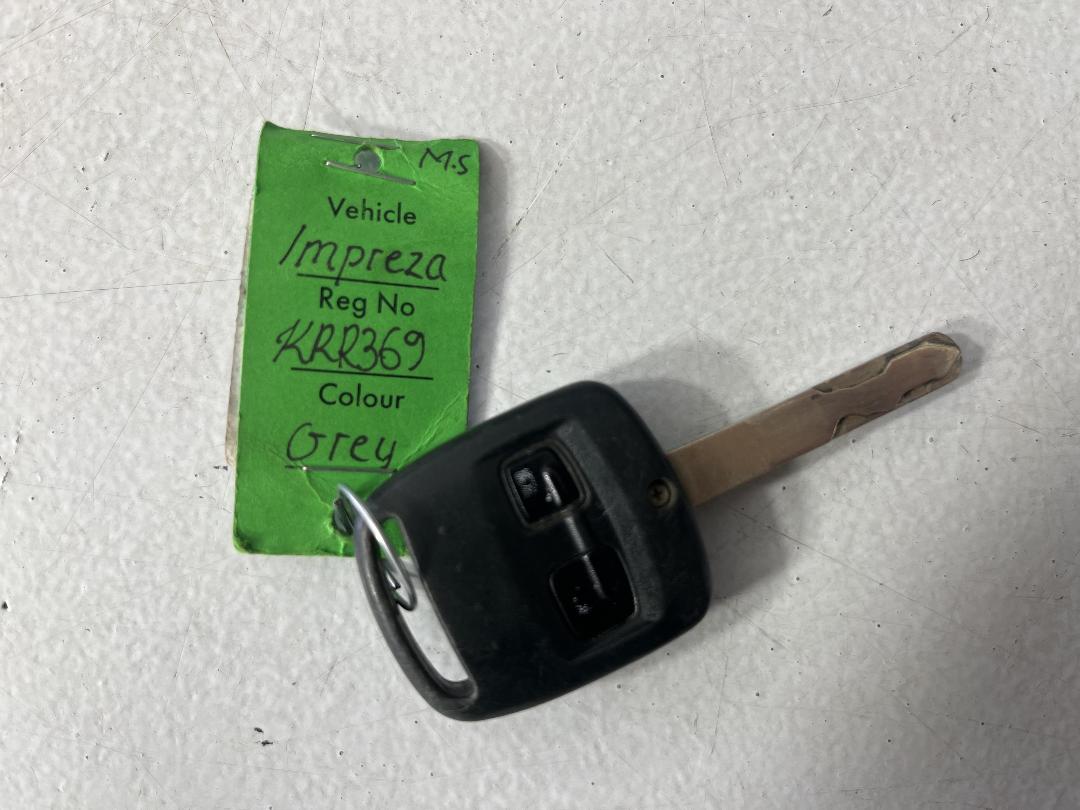 M.S
Vehicle
Impreza
Reg No
KRR369
Colour
Grey